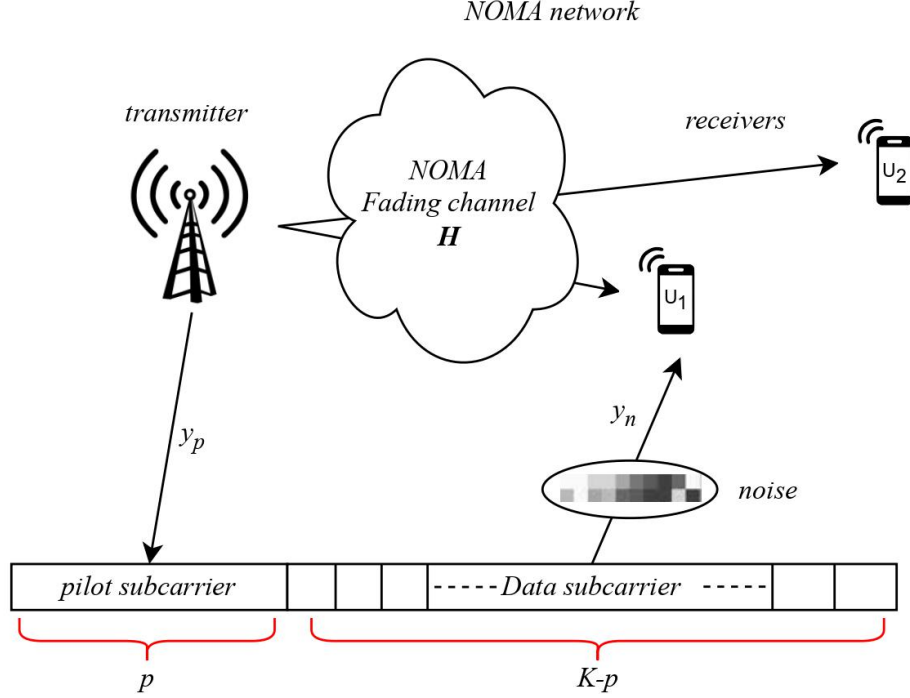 NOMA network
transmitter
receivers
U2
NOMA
Fading channel
H
U1
yp
yn
noise
pilot subcarrier
Data subcarrier
p
K-p